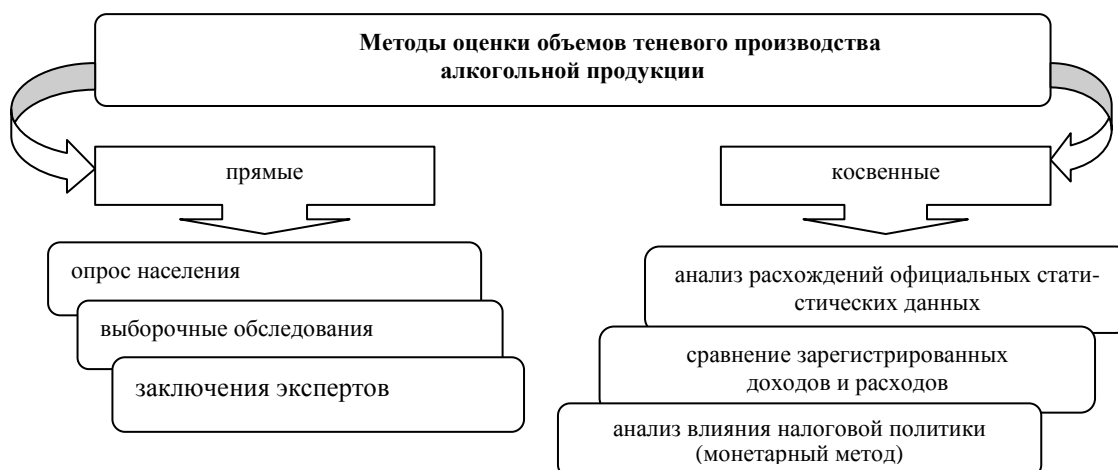 Методы оценки объемов теневого производства
алкогольной продукции
прямые
опрос населения
выборочные обследования
заключения экспертов
косвенные
анализ расхождений официальных стати-
стических данных
сравнение зарегистрированных
доходов и расходов
анализ влияния налоговой политики
(монетарный метод)